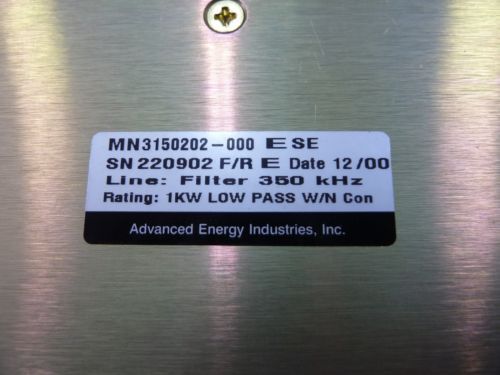 MN3150202-000 E SE
SN 220902 F/R E Date 12/00
Line: Filter 350 kHz
Rating: 1KW LOW PASS W/N Con
Advanced Energy Industries, Inc.